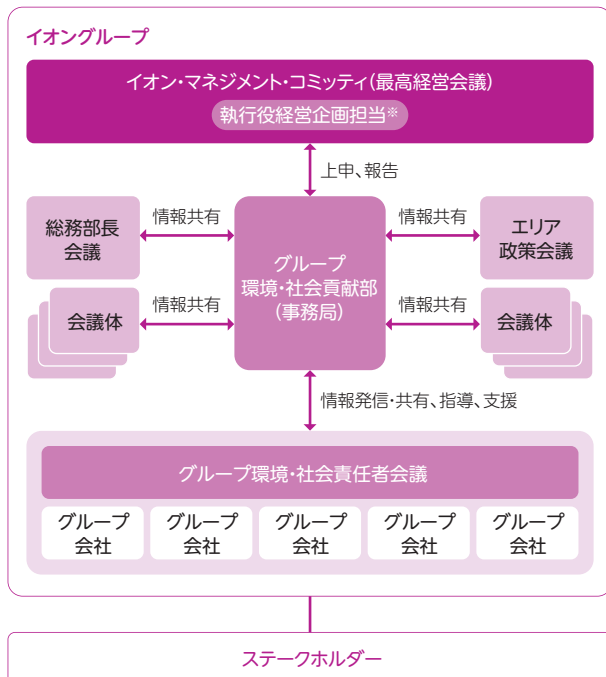 イオングループ
イオン・マネジメント・コミッティ(最高経営会議)
執行役経営企画担当※
上申、報告
総務部長
会議
情報共有
グループ
環境・社会貢献部
(事務局)
情報共有
エリア
政策会議
会議体
情報共有
情報共有
会議体
情報発信・共有、指導、支援
グループ環境・社会責任者会議
グループ
会社
グループ
会社
グループ
会社
グループ
会社
グループ
会社
ステークホルダー